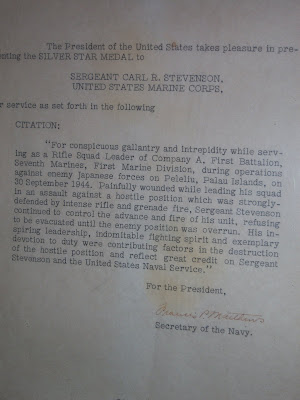 The President of the United States takes pleasure in pre-
enting the SILVER STAR MEDAL to
SERGEANT CARL R. STEVENSON,
UNITED STATES MARINE CORPS,
r service as set forth in the following
CITATION:
"For conspicuous gallantry and intrepidity while serv-
ing as a Rifle Squad Leader of Company A, First Battalion,
Seventh Marines, First Marine Division, during operations
against enemy Japanese forces on Peleliu, Palau Islands, on
30 September 1944. Painfully wounded while leading his squad
in an assault against a hostile position which was strongly-
defended by intense rifle and grenade fire, Sergeant Stevenson
continued to control the advance and fire of his unit, refusing
to be evacuated until the enemy position was overrun. His in-
spiring leadership, indomitable fighting spirit and exemplary
devotion to duty were contributing factors in the destruction
of the hostile position and reflect great credit on Sergeant
Stevenson and the United States Naval Service."
For the President,
Francis P. Matthews
Secretary of the Navy.